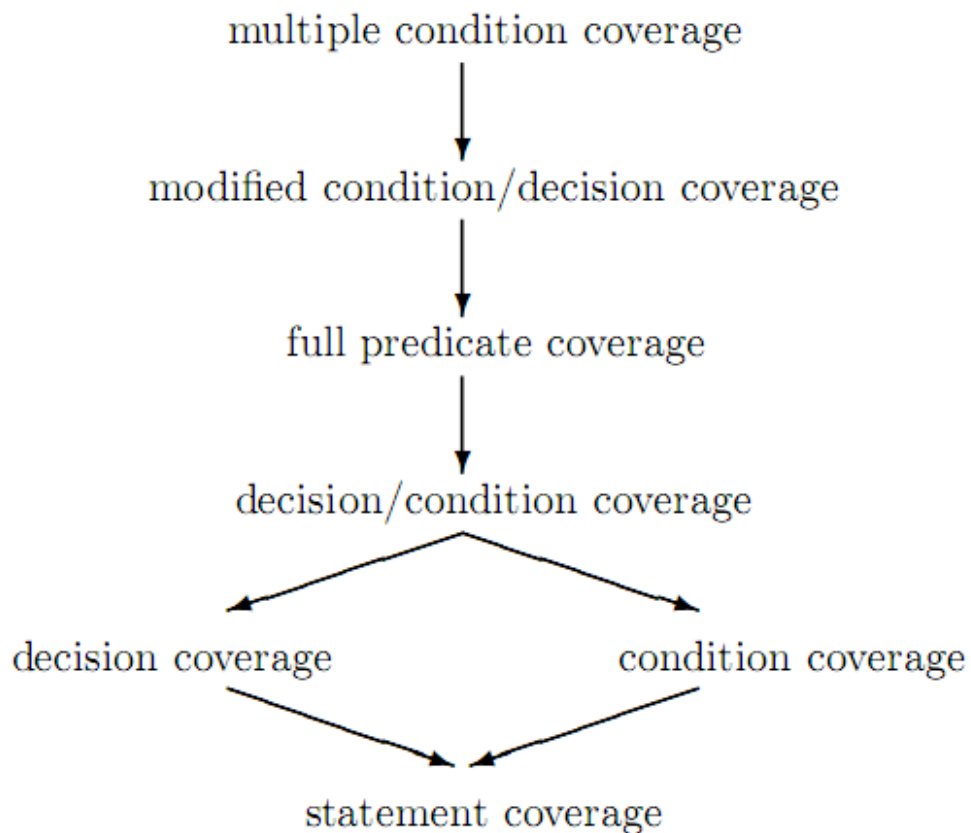 multiple condition coverage
modified condition/decision coverage
full predicate coverage
decision/condition coverage
decision coverage
condition coverage
statement coverage